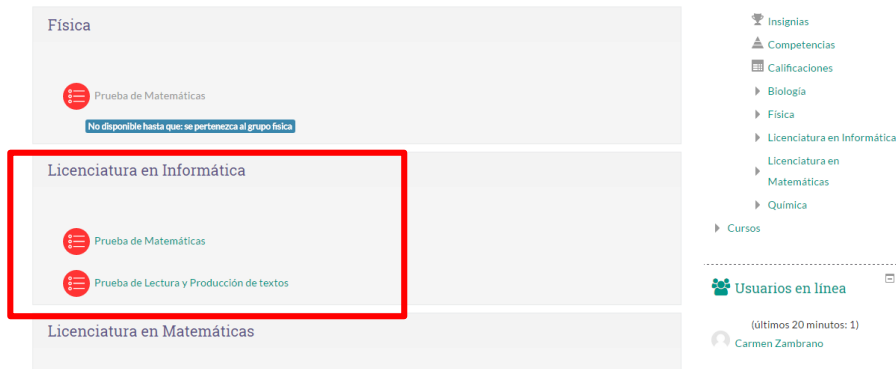 Física
Prueba de Matemáticas
No disponible hasta que: se pertenezca al grupo fisica
Licenciatura en Informática
Prueba de Matemáticas
Prueba de Lectura y Producción de textos
Licenciatura en Matemáticas
Insignias
Competencias
Calificaciones
Biología
Física
Licenciatura en Informática
Licenciatura en
Matemáticas
Química
Cursos
Usuarios en línea
(últimos 20 minutos: 1)
Carmen Zambrano